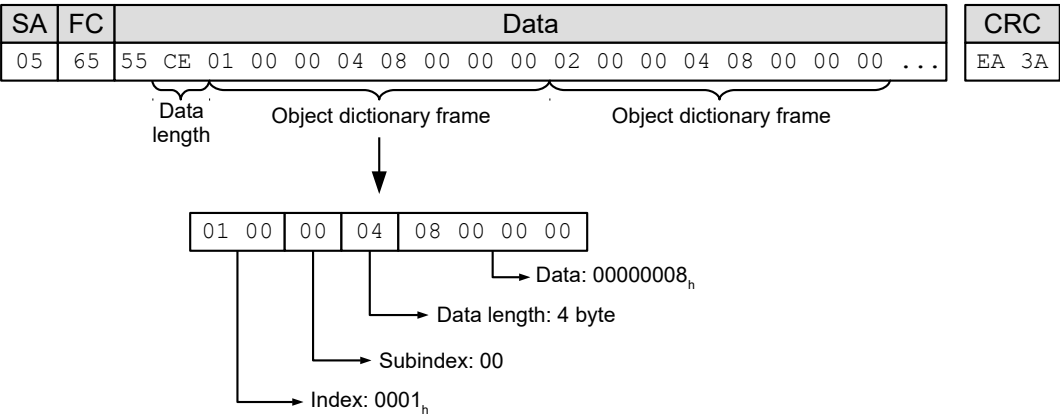 SA FC Data CRC
05 65 55 CE 01 00 00 04 08 00 00 00 02 00 00 04 08 00 00 00 ... EA 3A
Data length
Object dictionary frame
Object dictionary frame
01 00 00 04 08 00 00 00
Data: 00000008h
Data length: 4 byte
Subindex: 00
Index: 0001h